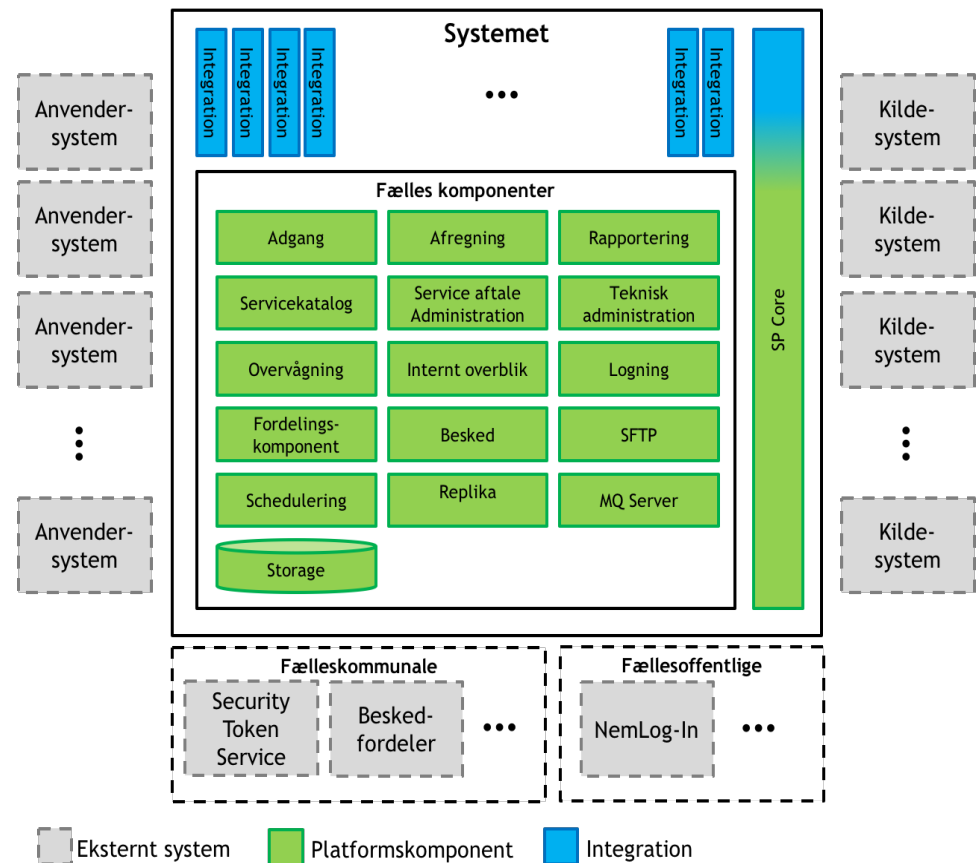 Systemet
Integration
Integration
Integration
Integration
...
Integration
Integration
SP Core
Anvender-
system
Anvender-
system
Anvender-
system
...
Anvender-
system
Fælles komponenter
Adgang
Afregning
Rapportering
Servicekatalog
Service aftale
Administration
Teknisk
administration
Overvågning
Internt overblik
Logning
Fordelings-
komponent
Besked
SFTP
Schedulering
Replika
MQ Server
Storage
Kilde-
system
Kilde-
system
Kilde-
system
...
Kilde-
system
Fælleskommunale
Security
Token
Service
Besked-
fordeler
...
Fællesoffentlige
NemLog-In
...
Eksternt system
Platformskomponent
Integration